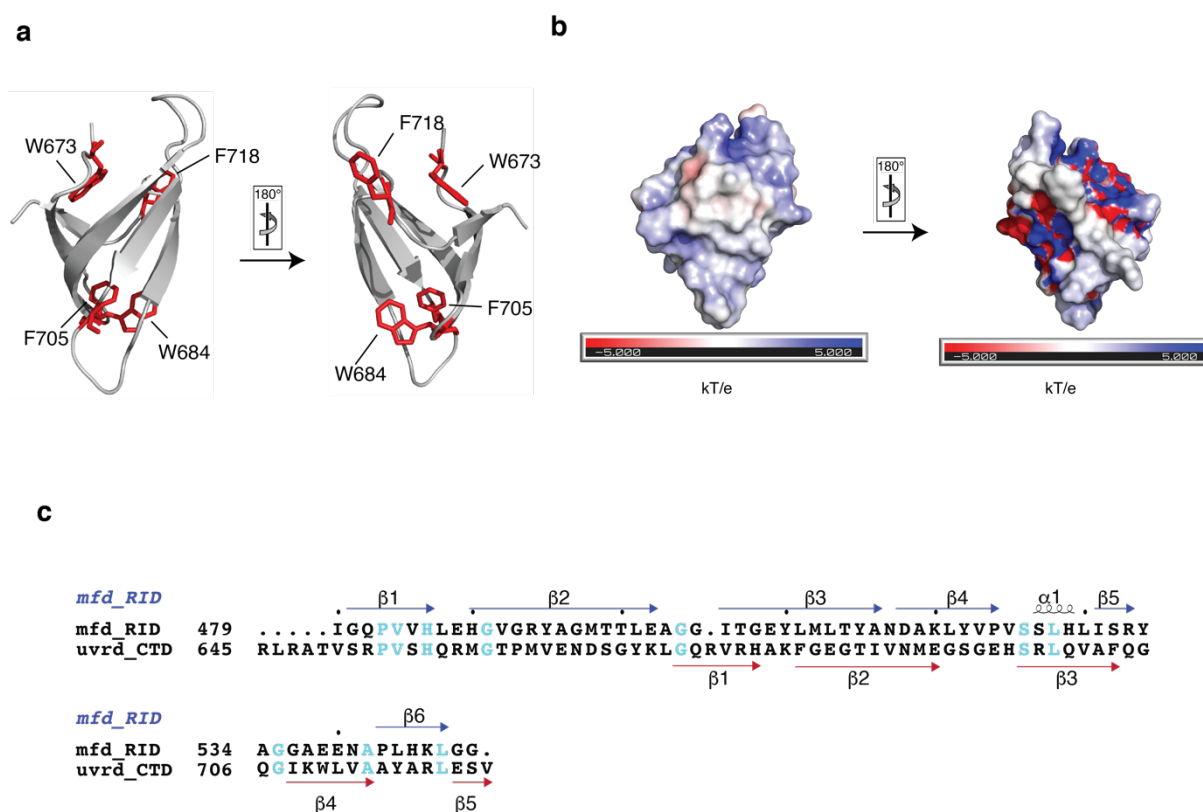 a
b
W673
F718
F705
W684
180°
F718
W673
F705
W684
180°
-5.000 5.000
kT/e
-5.000 5.000
kT/e
c
mfd_RID β1 β2 β3 β4 α1 β5
mfd_RID 479 .....IGQPVVHLEHGVGRYAGMTTLEAGG.ITGEYLMLTYANDAKLYVPVSSLHLISRY
uvrd_CTD 645 RLRATVSRPVSHQRMGTPMVENDSGYKLGQRVRHAKFGEGTIVNMEGSGEHSRLQVAFQG
β1 β2 β3
mfd_RID β6
mfd_RID 534 AGGAEENAPLHKLGG.
uvrd_CTD 706 QGIKWLVAAYARLESV
β4 β5